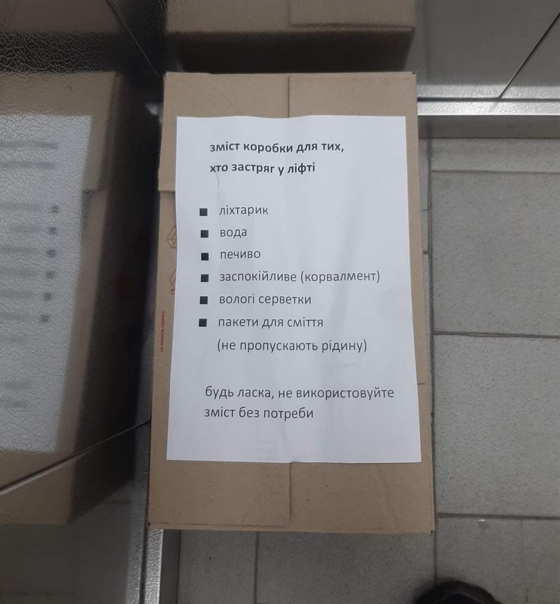 зміст коробки для тих,
хто застряг у ліфті
■ ліхтарик
■ вода
■ печиво
■ заспокійливе (корвалмент)
■ вологі серветки
■ пакети для сміття
(не пропускають рідину)
будь ласка, не використовуйте
зміст без потреби